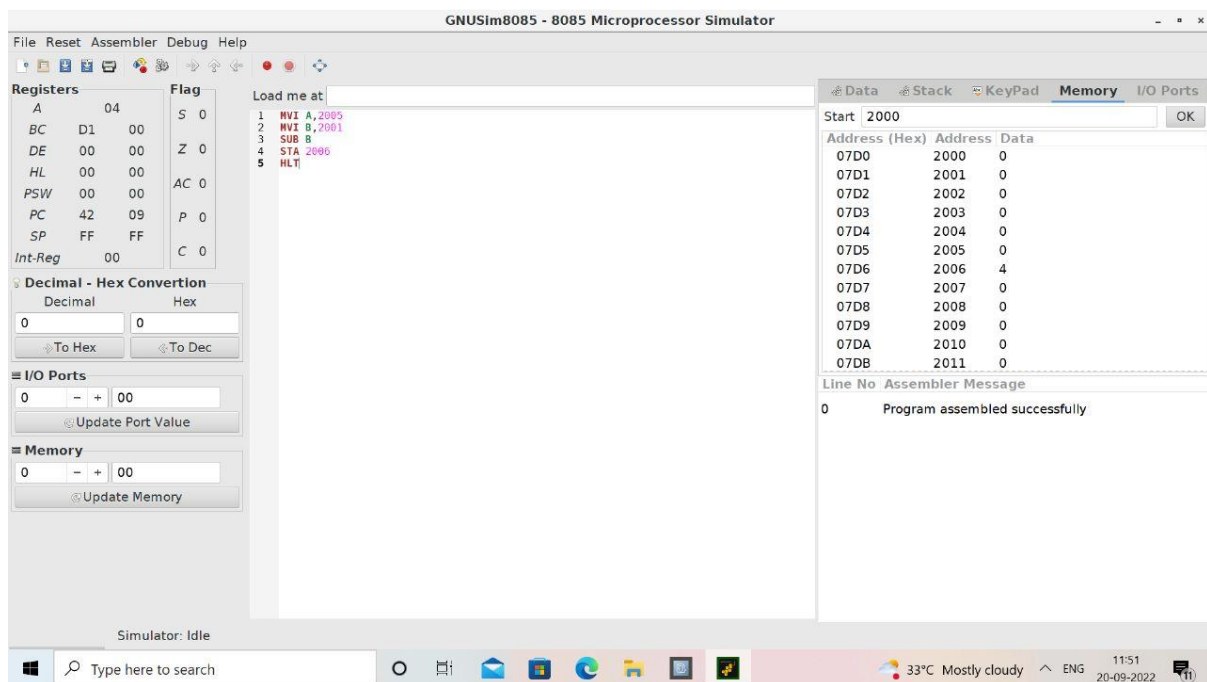 GNUSim8085 - 8085 Microprocessor Simulator
File Reset Assembler Debug Help
Registers
A 04
BC D1 00
DE 00 00
HL 00 00
PSW 00 00
PC 42 09
SP FF FF
Int-Reg 00
Flag
S 0
Z 0
AC 0
P 0
C 0
Decimal - Hex Convertion
Decimal Hex
0 0
To Hex To Dec
I/O Ports
0 - + 00
Update Port Value
Memory
0 - + 00
Update Memory
Load me at
1 MVI A,2005
2 MVI B,2001
3 SUB B
4 STA 2006
5 HLT
Data Stack KeyPad Memory I/O Ports
Start 2000 OK
Address (Hex) Address Data
07D0 2000 0
07D1 2001 0
07D2 2002 0
07D3 2003 0
07D4 2004 0
07D5 2005 0
07D6 2006 4
07D7 2007 0
07D8 2008 0
07D9 2009 0
07DA 2010 0
07DB 2011 0
Line No Assembler Message
0 Program assembled successfully
Simulator: Idle
Type here to search
33°C Mostly cloudy ENG
11:51
20-09-2022
11